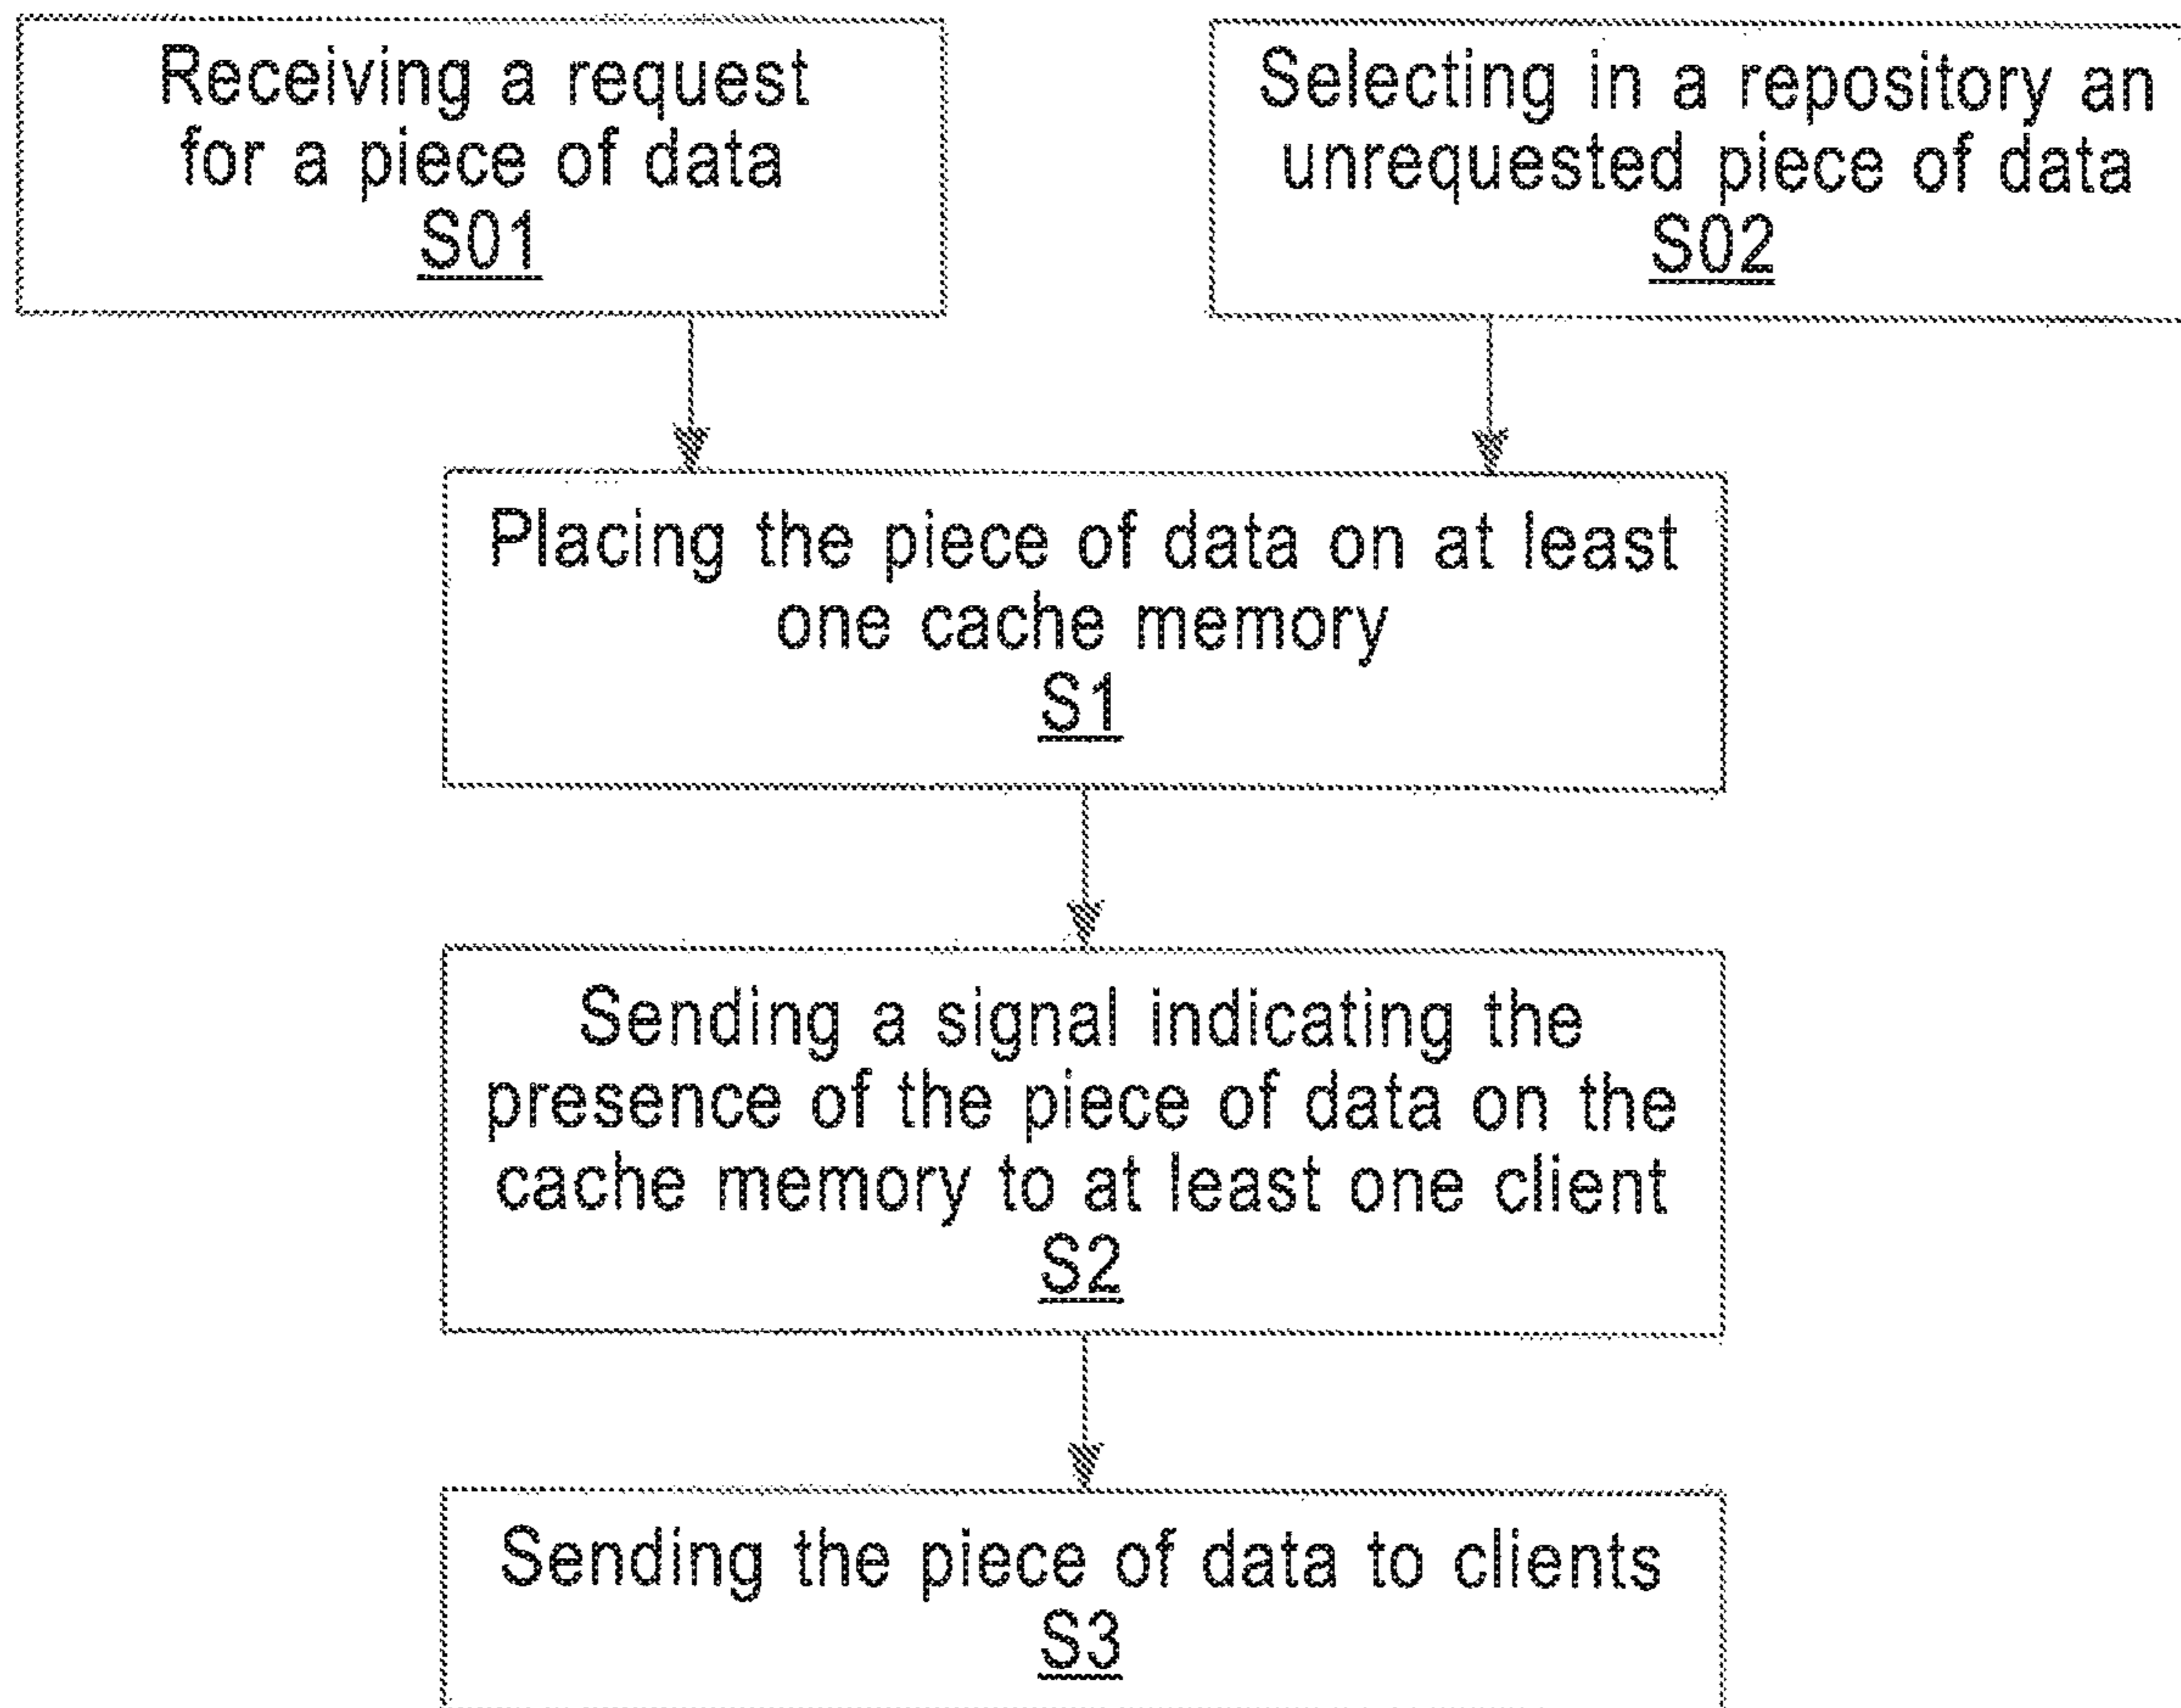 Receiving a request
for a piece of data
S01
Selecting in a repository an
unrequested piece of data
S02
Placing the piece of data on at least
one cache memory
S1
Sending a signal indicating the
presence of the piece of data on the
cache memory to at least one client
S2
Sending the piece of data to clients
S3